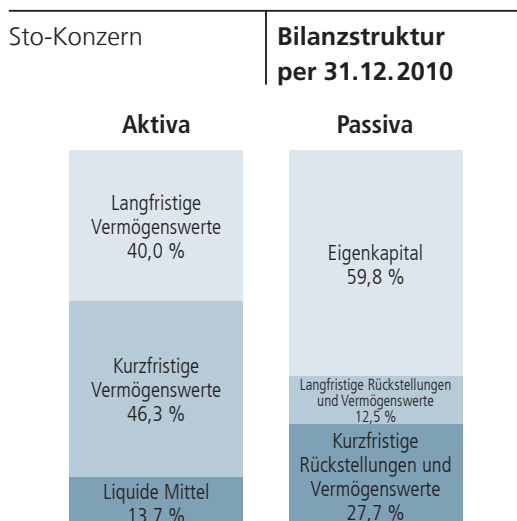 Sto-Konzern
Bilanzstruktur
per 31.12.2010
Aktiva
Langfristige
Vermögenswerte
40,0 %
Kurzfristige
Vermögenswerte
46,3 %
Liquide Mittel
13,7 %
Passiva
Eigenkapital
59,8 %
Langfristige Rückstellungen
und Vermögenswerte
12,5 %
Kurzfristige
Rückstellungen und
Vermögenswerte
27,7 %